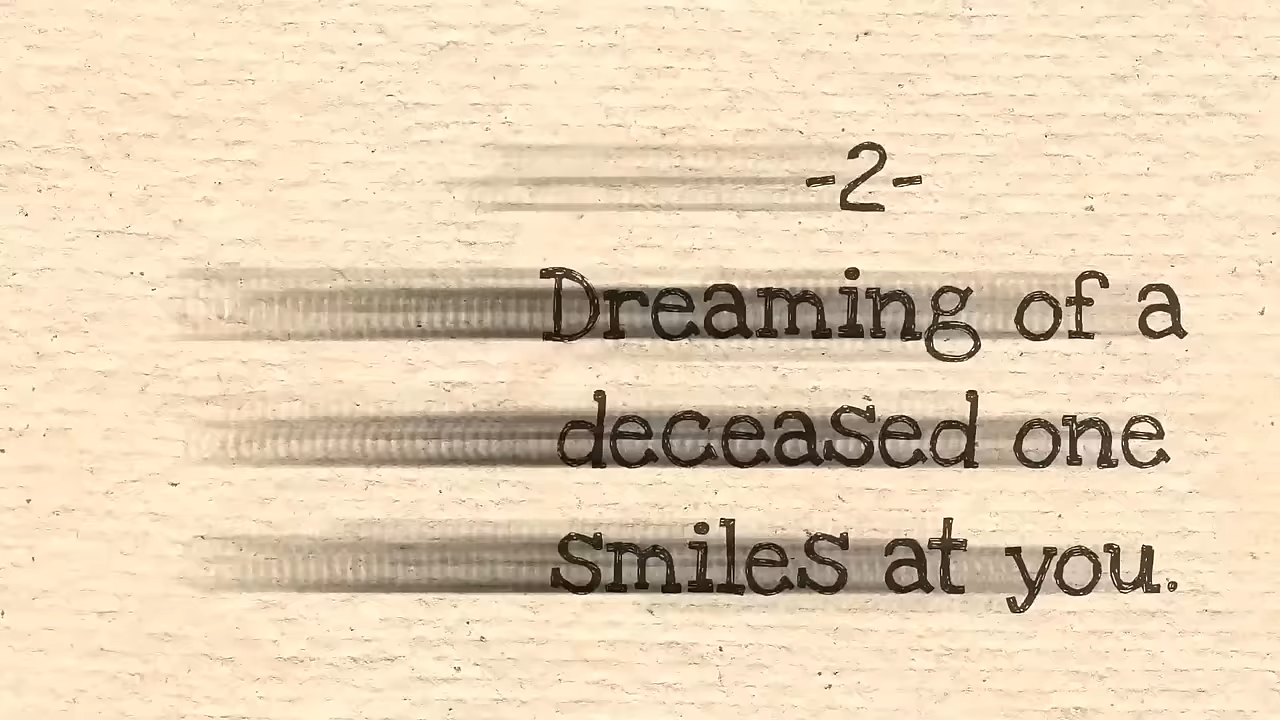 -2-
Dreaming of a
deceased one
smiles at you.